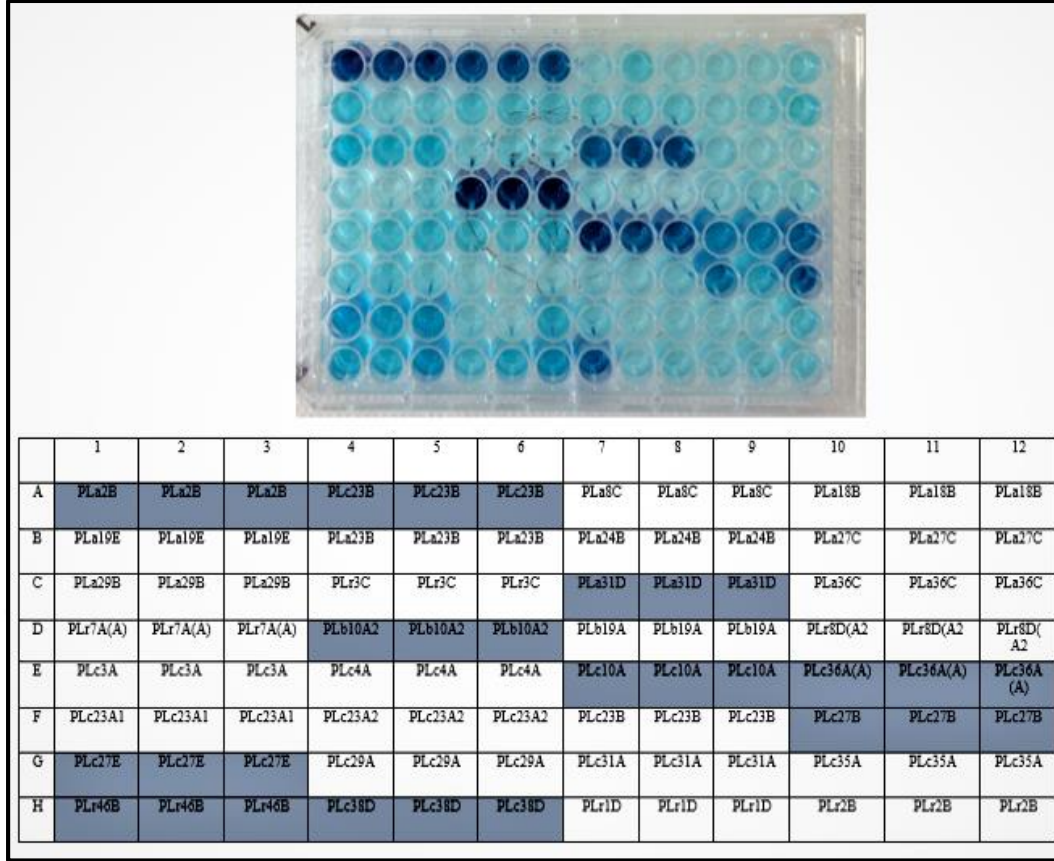 1 2 3 4 5 6 7 8 9 10 11 12
A PLa2B PLa2B PLa2B PLc23B PLc23B PLc23B PLa8C PLa8C PLa8C PLa18B PLa18B PLa18B
B PLa19E PLa19E PLa19E PLa23B PLa23B PLa23B PLa24B PLa24B PLa24B PLa27C PLa27C PLa27C
C PLa29B PLa29B PLa29B PLr3C PLr3C PLr3C PLa31D PLa31D PLa31D PLa36C PLa36C PLa36C
D PLr7A(A) PLr7A(A) PLr7A(A) PLb10A2 PLb10A2 PLb10A2 PLb19A PLb19A PLb19A PLr8D(A2 PLr8D(A2 PLr8D(
A2
E PLc3A PLc3A PLc3A PLc4A PLc4A PLc4A PLc10A PLc10A PLc10A PLc36A(A) PLc36A(A) PLc36A
(A)
F PLc23A1 PLc23A1 PLc23A1 PLc23A2 PLc23A2 PLc23A2 PLc23B PLc23B PLc23B PLc27B PLc27B PLc27B
G PLc27E PLc27E PLc27E PLc29A PLc29A PLc29A PLc31A PLc31A PLc31A PLc35A PLc35A PLc35A
H PLr46B PLr46B PLr46B PLc38D PLc38D PLc38D PLr1D PLr1D PLr1D PLr2B PLr2B PLr2B